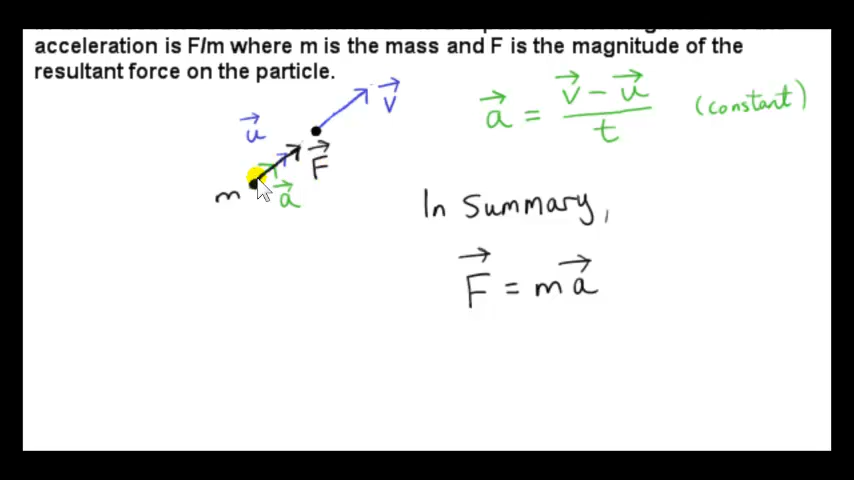 acceleration is F/m where m is the mass and F is the magnitude of the
resultant force on the particle.
v⃗
u⃗
F⃗
m
a⃗
a⃗ = (v⃗ − u⃗)/t (constant)
In Summary,
F⃗ = ma⃗